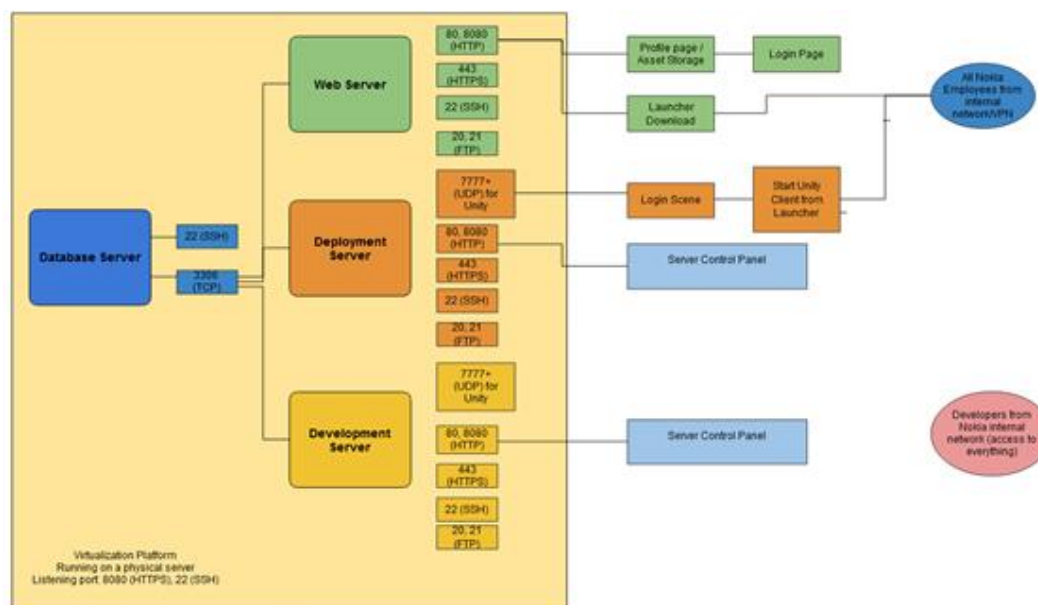 80, 8080
(HTTP)
443
(HTTPS)
22 (SSH)
20, 21
(FTP)
Web Server
Profile page /
Asset Storage
Login Page
Launcher
Download
All Nokia
Employees from
internal
network/VPN
7777+
(UDP) for
Unity
80, 8080
(HTTP)
443
(HTTPS)
22 (SSH)
20, 21
(FTP)
Deployment
Server
Login Scene
Start Unity
Client from
Launcher
Server Control Panel
Database Server
22 (SSH)
3306
(TCP)
7777+
(UDP) for
Unity
80, 8080
(HTTP)
443
(HTTPS)
22 (SSH)
20, 21
(FTP)
Development
Server
Server Control Panel
Developers from
Nokia internal
network (access to
everything)
Virtualization Platform
Running on a physical server
Listening port: 8080 (HTTPS), 22 (SSH)